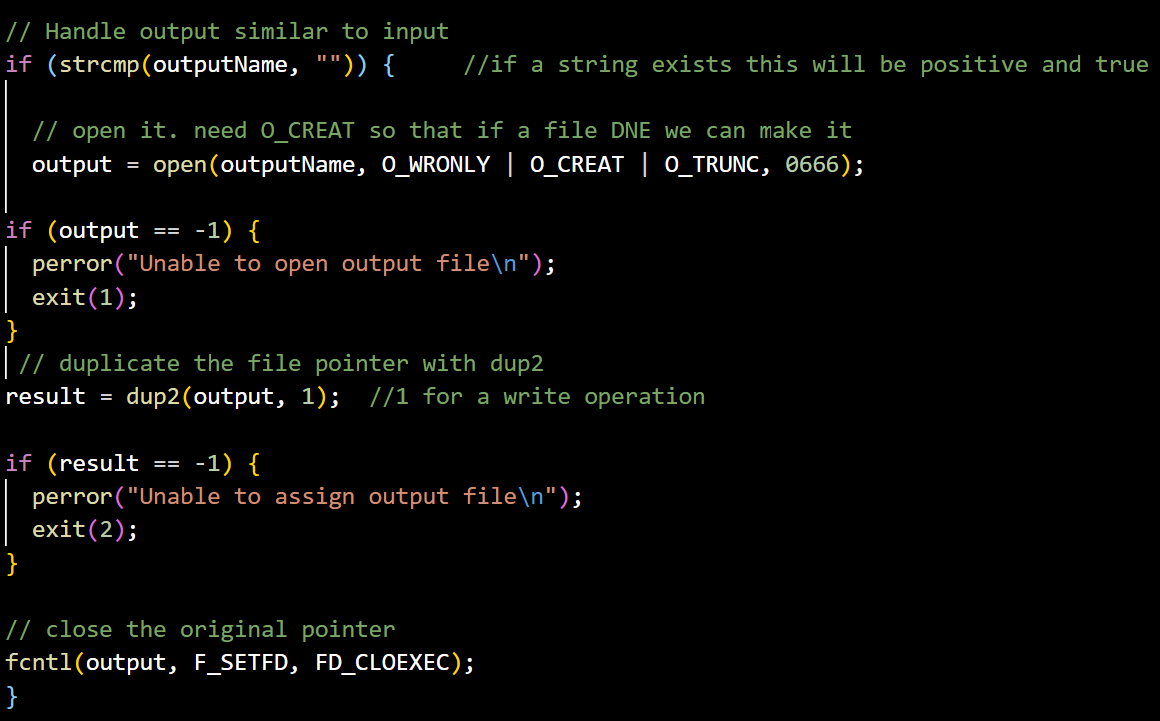 // Handle output similar to input
if (strcmp(outputName, "")) {     //if a string exists this will be positive and true
  // open it. need O_CREAT so that if a file DNE we can make it
  output = open(outputName, O_WRONLY | O_CREAT | O_TRUNC, 0666);
if (output == -1) {
  perror("Unable to open output file\n");
  exit(1);
}
 // duplicate the file pointer with dup2
result = dup2(output, 1);  //1 for a write operation
if (result == -1) {
  perror("Unable to assign output file\n");
  exit(2);
}
// close the original pointer
fcntl(output, F_SETFD, FD_CLOEXEC);
}